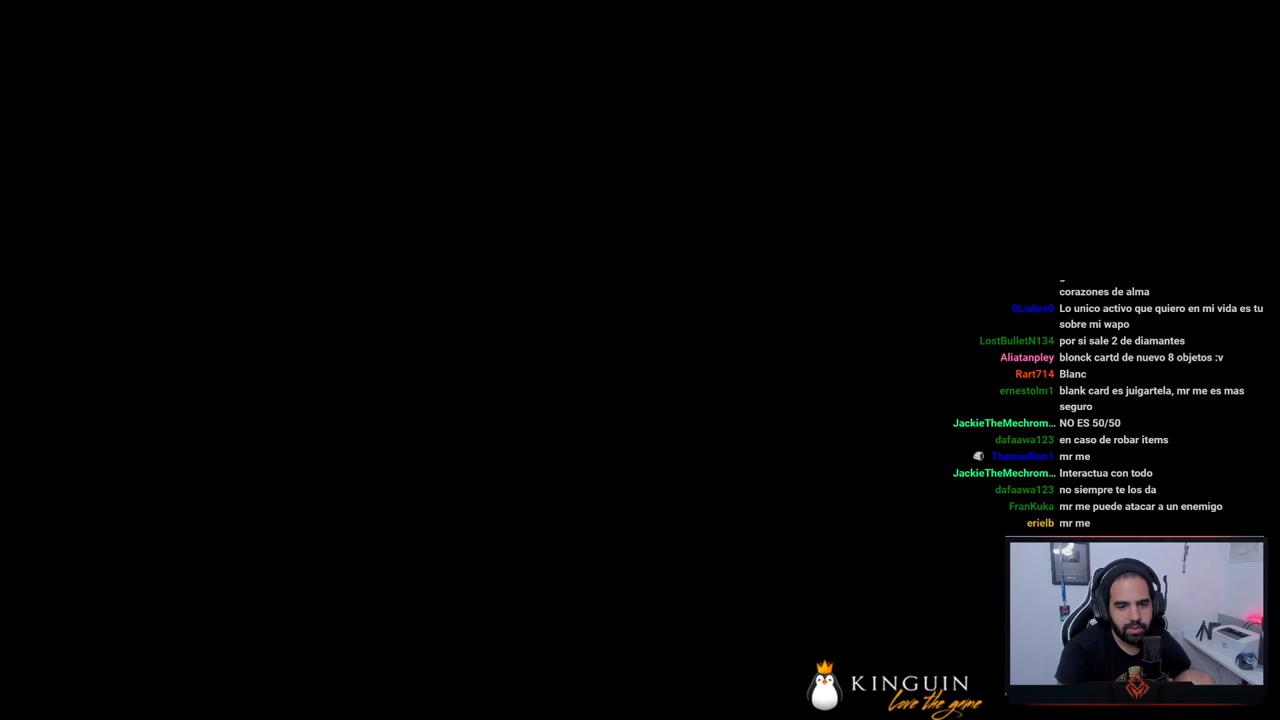 corazones de alma
0Liebre0 Lo unico activo que quiero en mi vida es tu
sobre mi wapo
LostBulletN134 por si sale 2 de diamantes
Aliatanpley blonck cartd de nuevo 8 objetos :v
Rart714 Blanc
ernestolm1 blank card es juigartela, mr me es mas
seguro
JackieTheMechrom... NO ES 50/50
dafaawa123 en caso de robar items
Themadlion1 mr me
JackieTheMechrom... Interactua con todo
dafaawa123 no siempre te los da
FranKuka mr me puede atacar a un enemigo
erielb mr me
KINGUIN
love the game